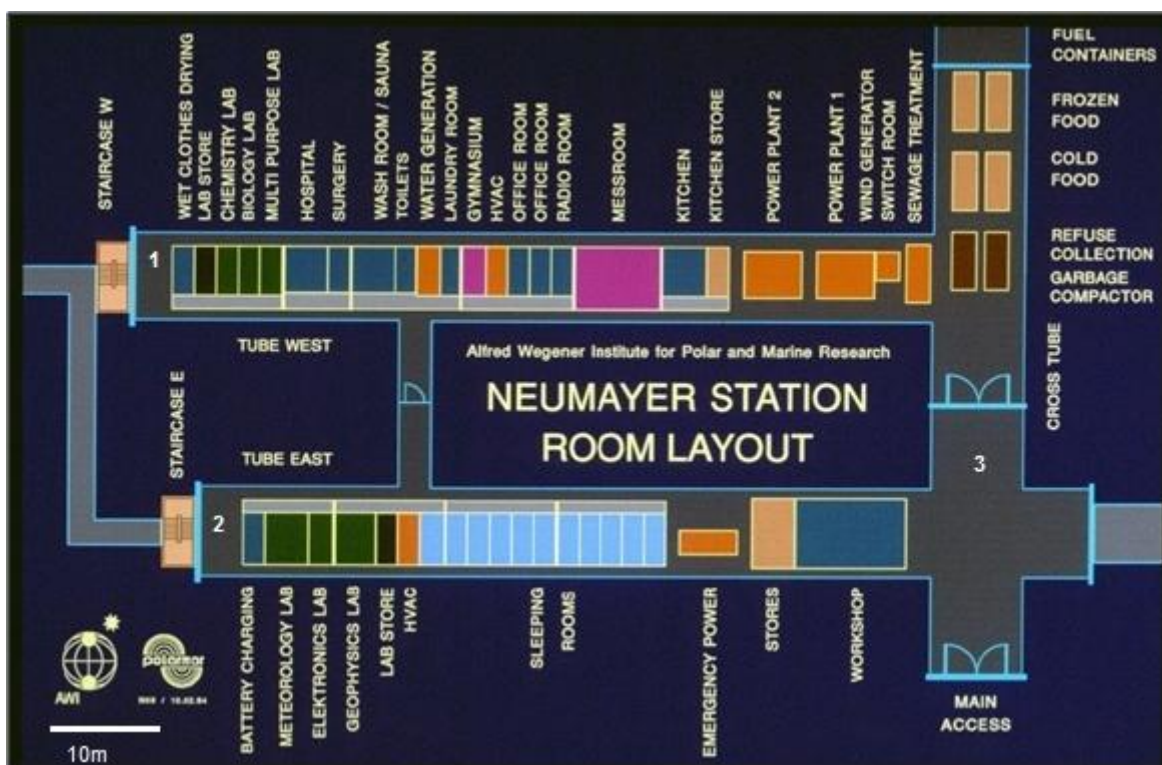 STAIRCASE W
WET CLOTHES DRYING
LAB STORE
CHEMISTRY LAB
BIOLOGY LAB
MULTI PURPOSE LAB
HOSPITAL
SURGERY
WASH ROOM / SAUNA
TOILETS
WATER GENERATION
LAUNDRY ROOM
GYMNASIUM
HVAC
OFFICE ROOM
OFFICE ROOM
RADIO ROOM
MESSROOM
KITCHEN
KITCHEN STORE
POWER PLANT 2
POWER PLANT 1
WIND GENERATOR
SWITCH ROOM
SEWAGE TREATMENT
FUEL
CONTAINERS
FROZEN
FOOD
COLD
FOOD
REFUSE
COLLECTION
GARBAGE
COMPACTOR
CROSS TUBE
1
TUBE WEST
Alfred Wegener Institute for Polar and Marine Research
NEUMAYER STATION
ROOM LAYOUT
STAIRCASE E
TUBE EAST
2
3
BATTERY CHARGING
METEOROLOGY LAB
ELEKTRONICS LAB
GEOPHYSICS LAB
LAB STORE
HVAC
SLEEPING
ROOMS
EMERGENCY POWER
STORES
WORKSHOP
MAIN
ACCESS
AWI
polarmar
10m